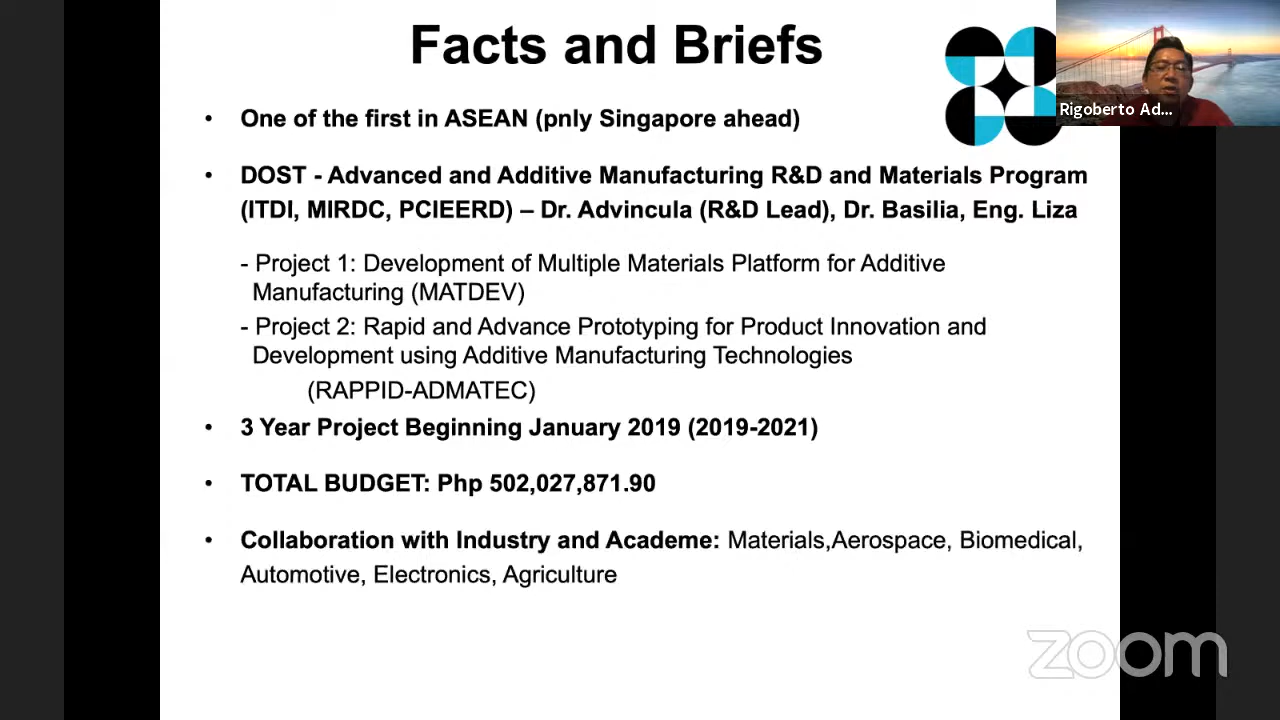 Facts and Briefs
Rigoberto Ad...
• One of the first in ASEAN (pnly Singapore ahead)
• DOST - Advanced and Additive Manufacturing R&D and Materials Program
(ITDI, MIRDC, PCIEERD) – Dr. Advincula (R&D Lead), Dr. Basilia, Eng. Liza
- Project 1: Development of Multiple Materials Platform for Additive
Manufacturing (MATDEV)
- Project 2: Rapid and Advance Prototyping for Product Innovation and
Development using Additive Manufacturing Technologies
(RAPPID-ADMATEC)
• 3 Year Project Beginning January 2019 (2019-2021)
• TOTAL BUDGET: Php 502,027,871.90
• Collaboration with Industry and Academe: Materials,Aerospace, Biomedical,
Automotive, Electronics, Agriculture
zoom